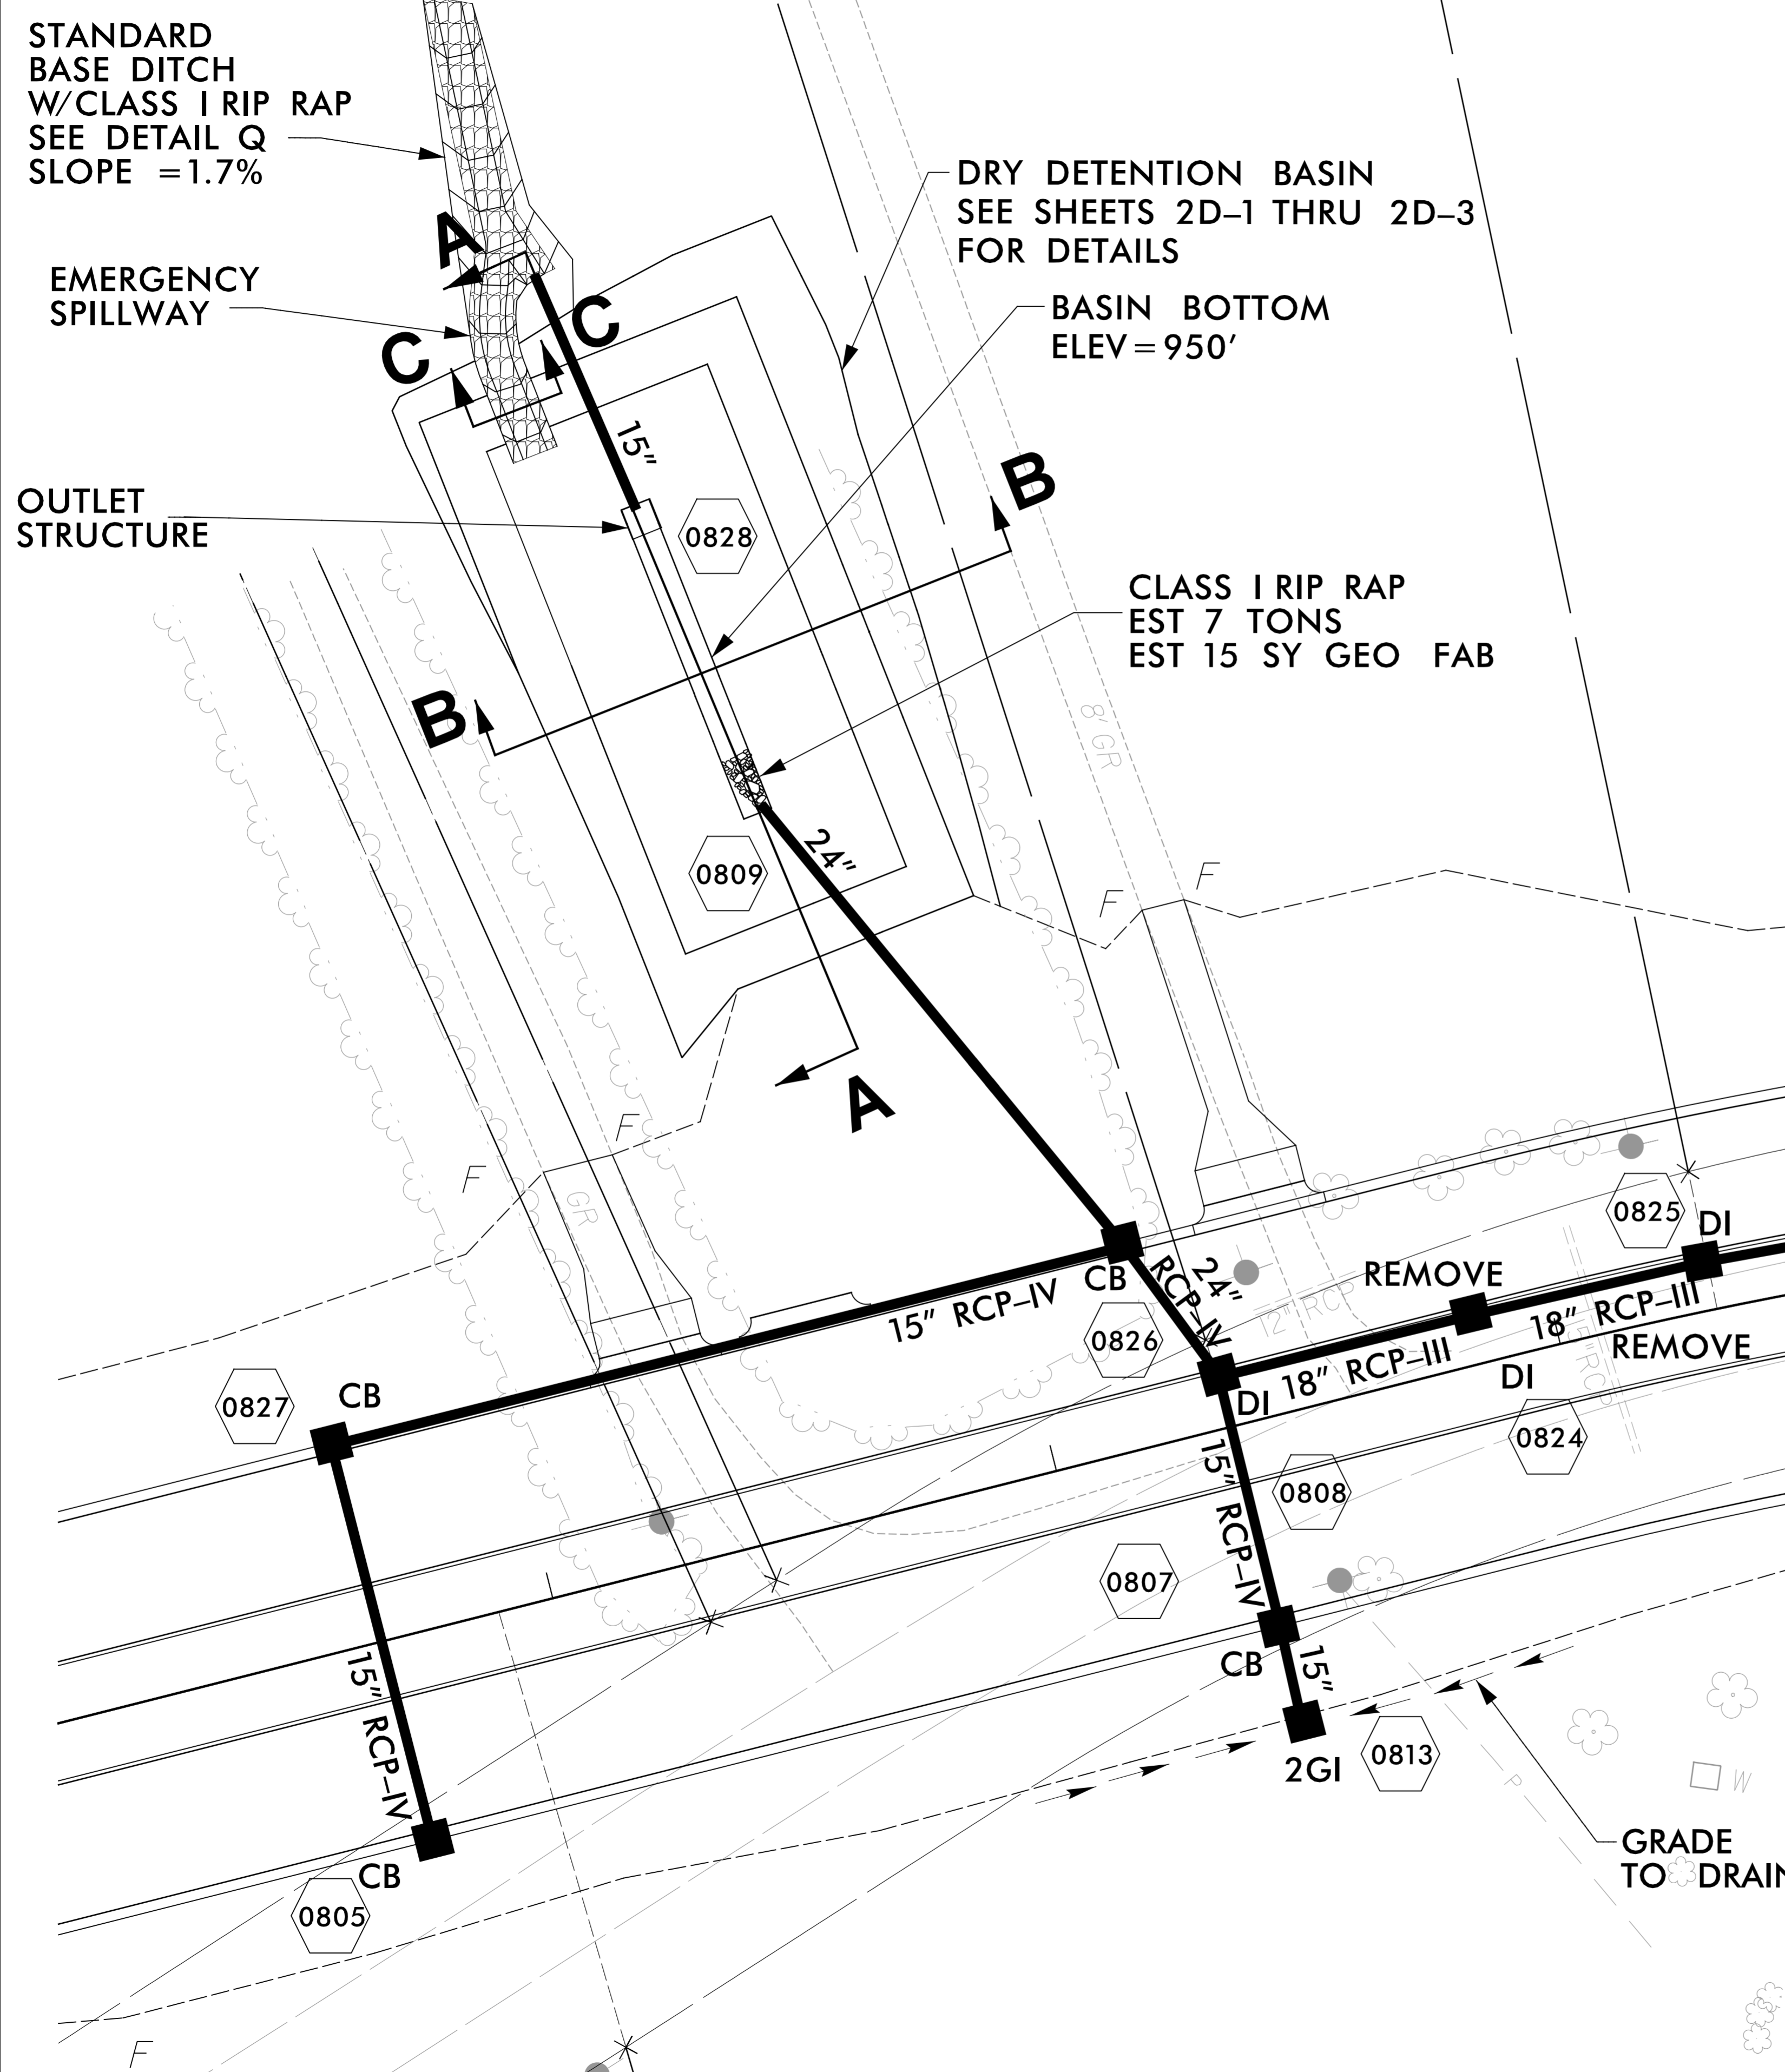 STANDARD
BASE DITCH
W/CLASS I RIP RAP
SEE DETAIL Q
SLOPE =1.7%
DRY DETENTION BASIN
SEE SHEETS 2D-1 THRU 2D-3
FOR DETAILS
A
EMERGENCY
SPILLWAY
BASIN BOTTOM
ELEV=950'
C
C
15"
B
OUTLET
STRUCTURE
0828
CLASS I RIP RAP
EST 7 TONS
EST 15 SY GEO FAB
B
8' GR
24"
0809
F
F
A
F
F
GR
0825
DI
CB
RCP-IV
24"
REMOVE
12" RCP
15" RCP-IV
0826
18" RCP-III
18" RCP-III
REMOVE
0827
CB
DI
DI
0824
15" RCP-IV
0808
0807
CB
15"
15" RCP-IV
2GI
0813
P
W
GRADE
TO DRAIN
CB
0805
F